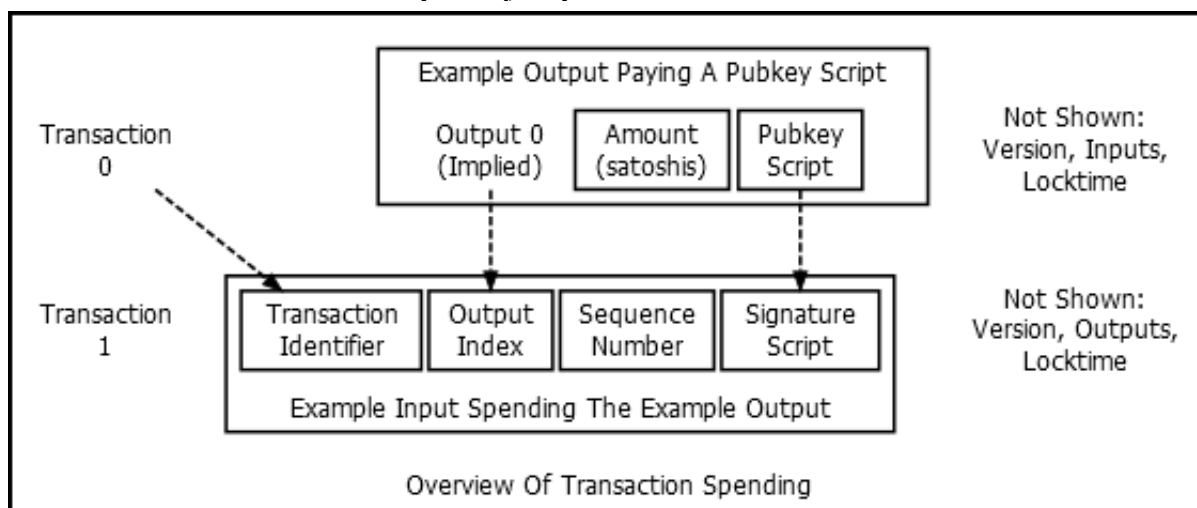 Example Output Paying A Pubkey Script
Transaction
0
Output 0
(Implied)
Amount
(satoshis)
Pubkey
Script
Not Shown:
Version, Inputs,
Locktime
Transaction
1
Transaction
Identifier
Output
Index
Sequence
Number
Signature
Script
Not Shown:
Version, Outputs,
Locktime
Example Input Spending The Example Output
Overview Of Transaction Spending